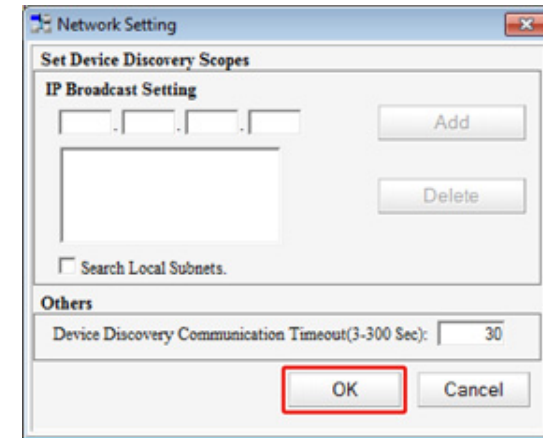 Network Setting
Set Device Discovery Scopes
IP Broadcast Setting
. . .
Add
Delete
Search Local Subnets.
Others
Device Discovery Communication Timeout(3-300 Sec): 30
OK Cancel